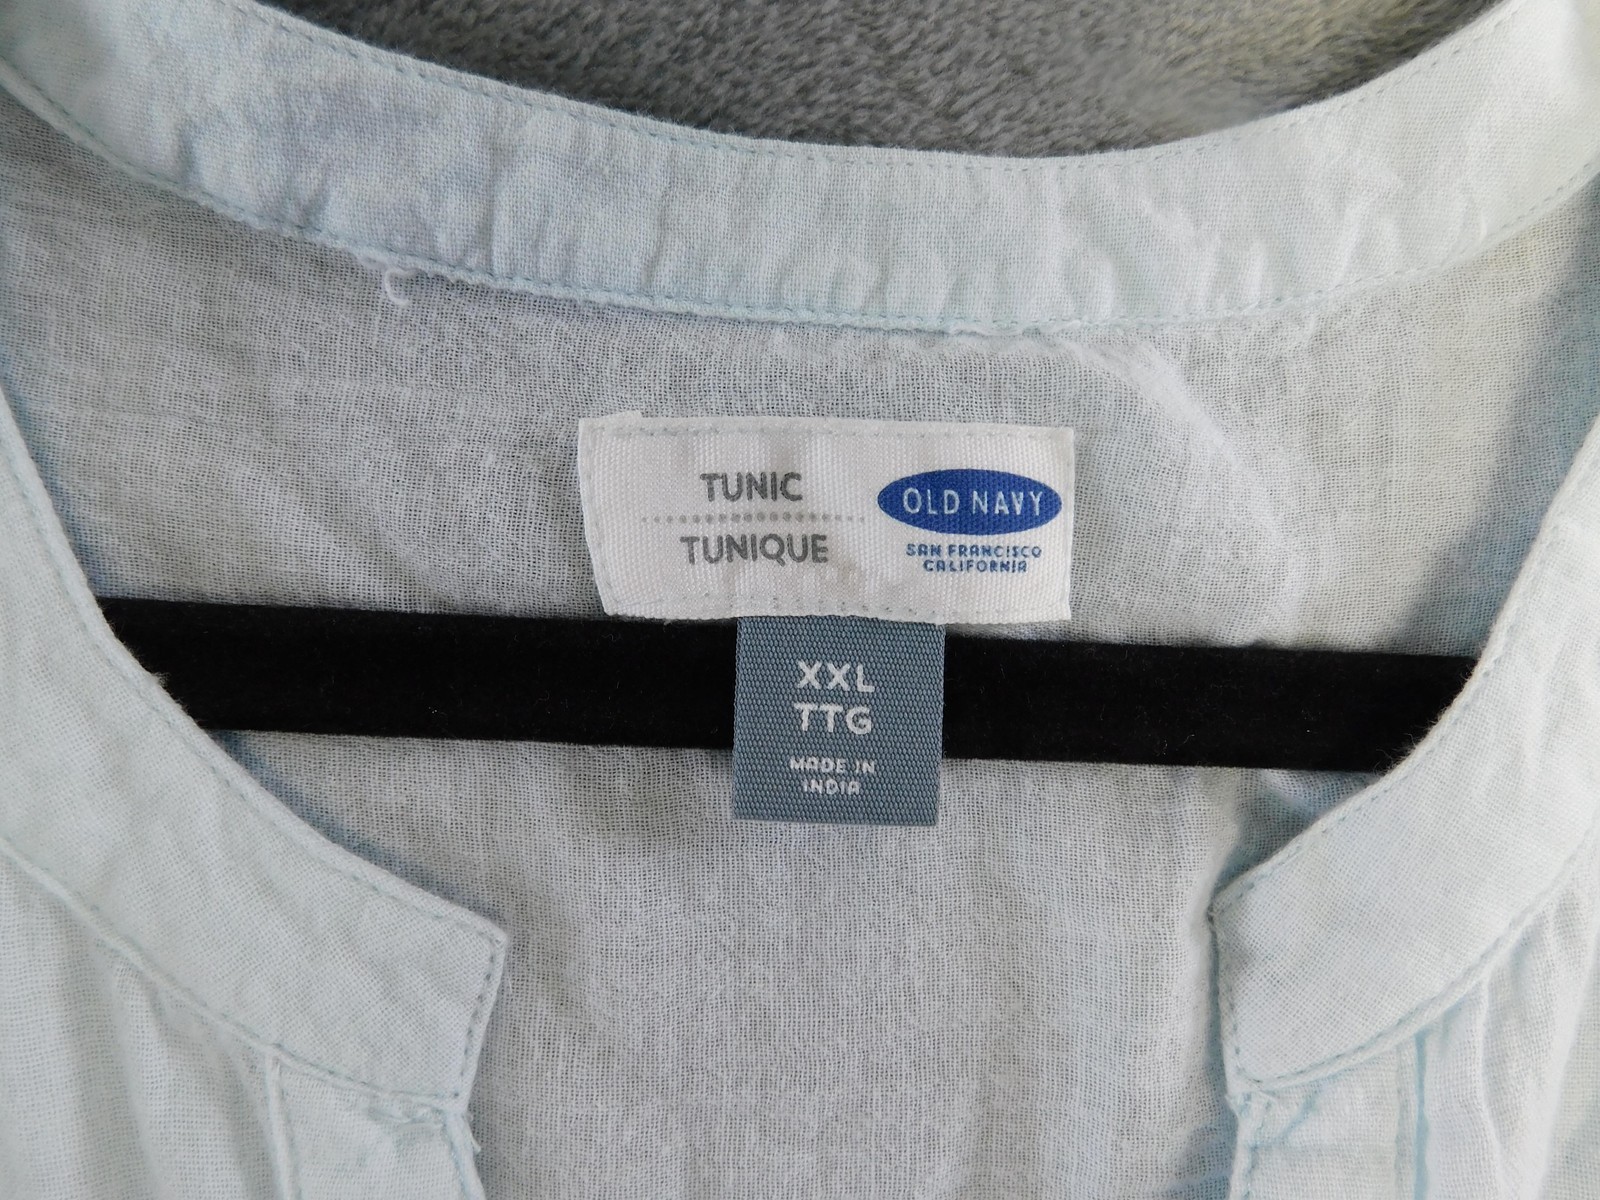 TUNIC
TUNIQUE
OLD NAVY
SAN FRANCISCO
CALIFORNIA
XXL
TTG
MADE IN
INDIA